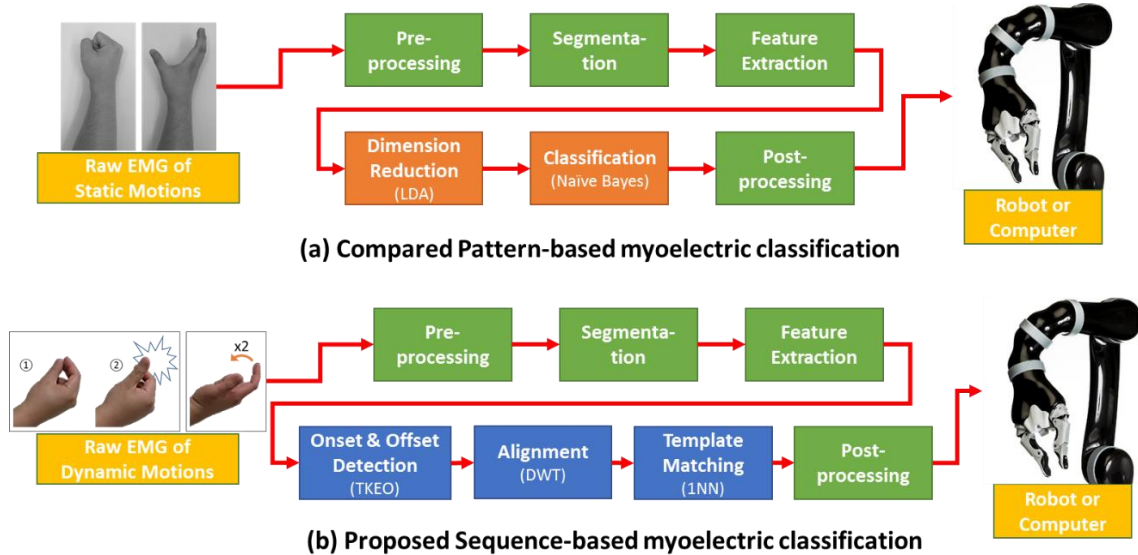 Pre-
processing
Segmenta-
tion
Feature
Extraction
Raw EMG of
Static Motions
Dimension
Reduction
(LDA)
Classification
(Naïve Bayes)
Post-
processing
Robot or
Computer
(a) Compared Pattern-based myoelectric classification
①
②
x2
Pre-
processing
Segmenta-
tion
Feature
Extraction
Raw EMG of
Dynamic Motions
Onset & Offset
Detection
(TKEO)
Alignment
(DWT)
Template
Matching
(1NN)
Post-
processing
Robot or
Computer
(b) Proposed Sequence-based myoelectric classification